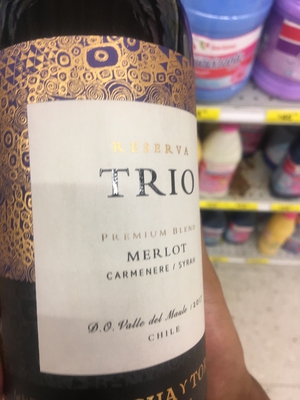 RESERVA
TRIO
PREMIUM BLEND
MERLOT
CARMENERE / SYRAH
D.O. Valle del Maule
CHILE